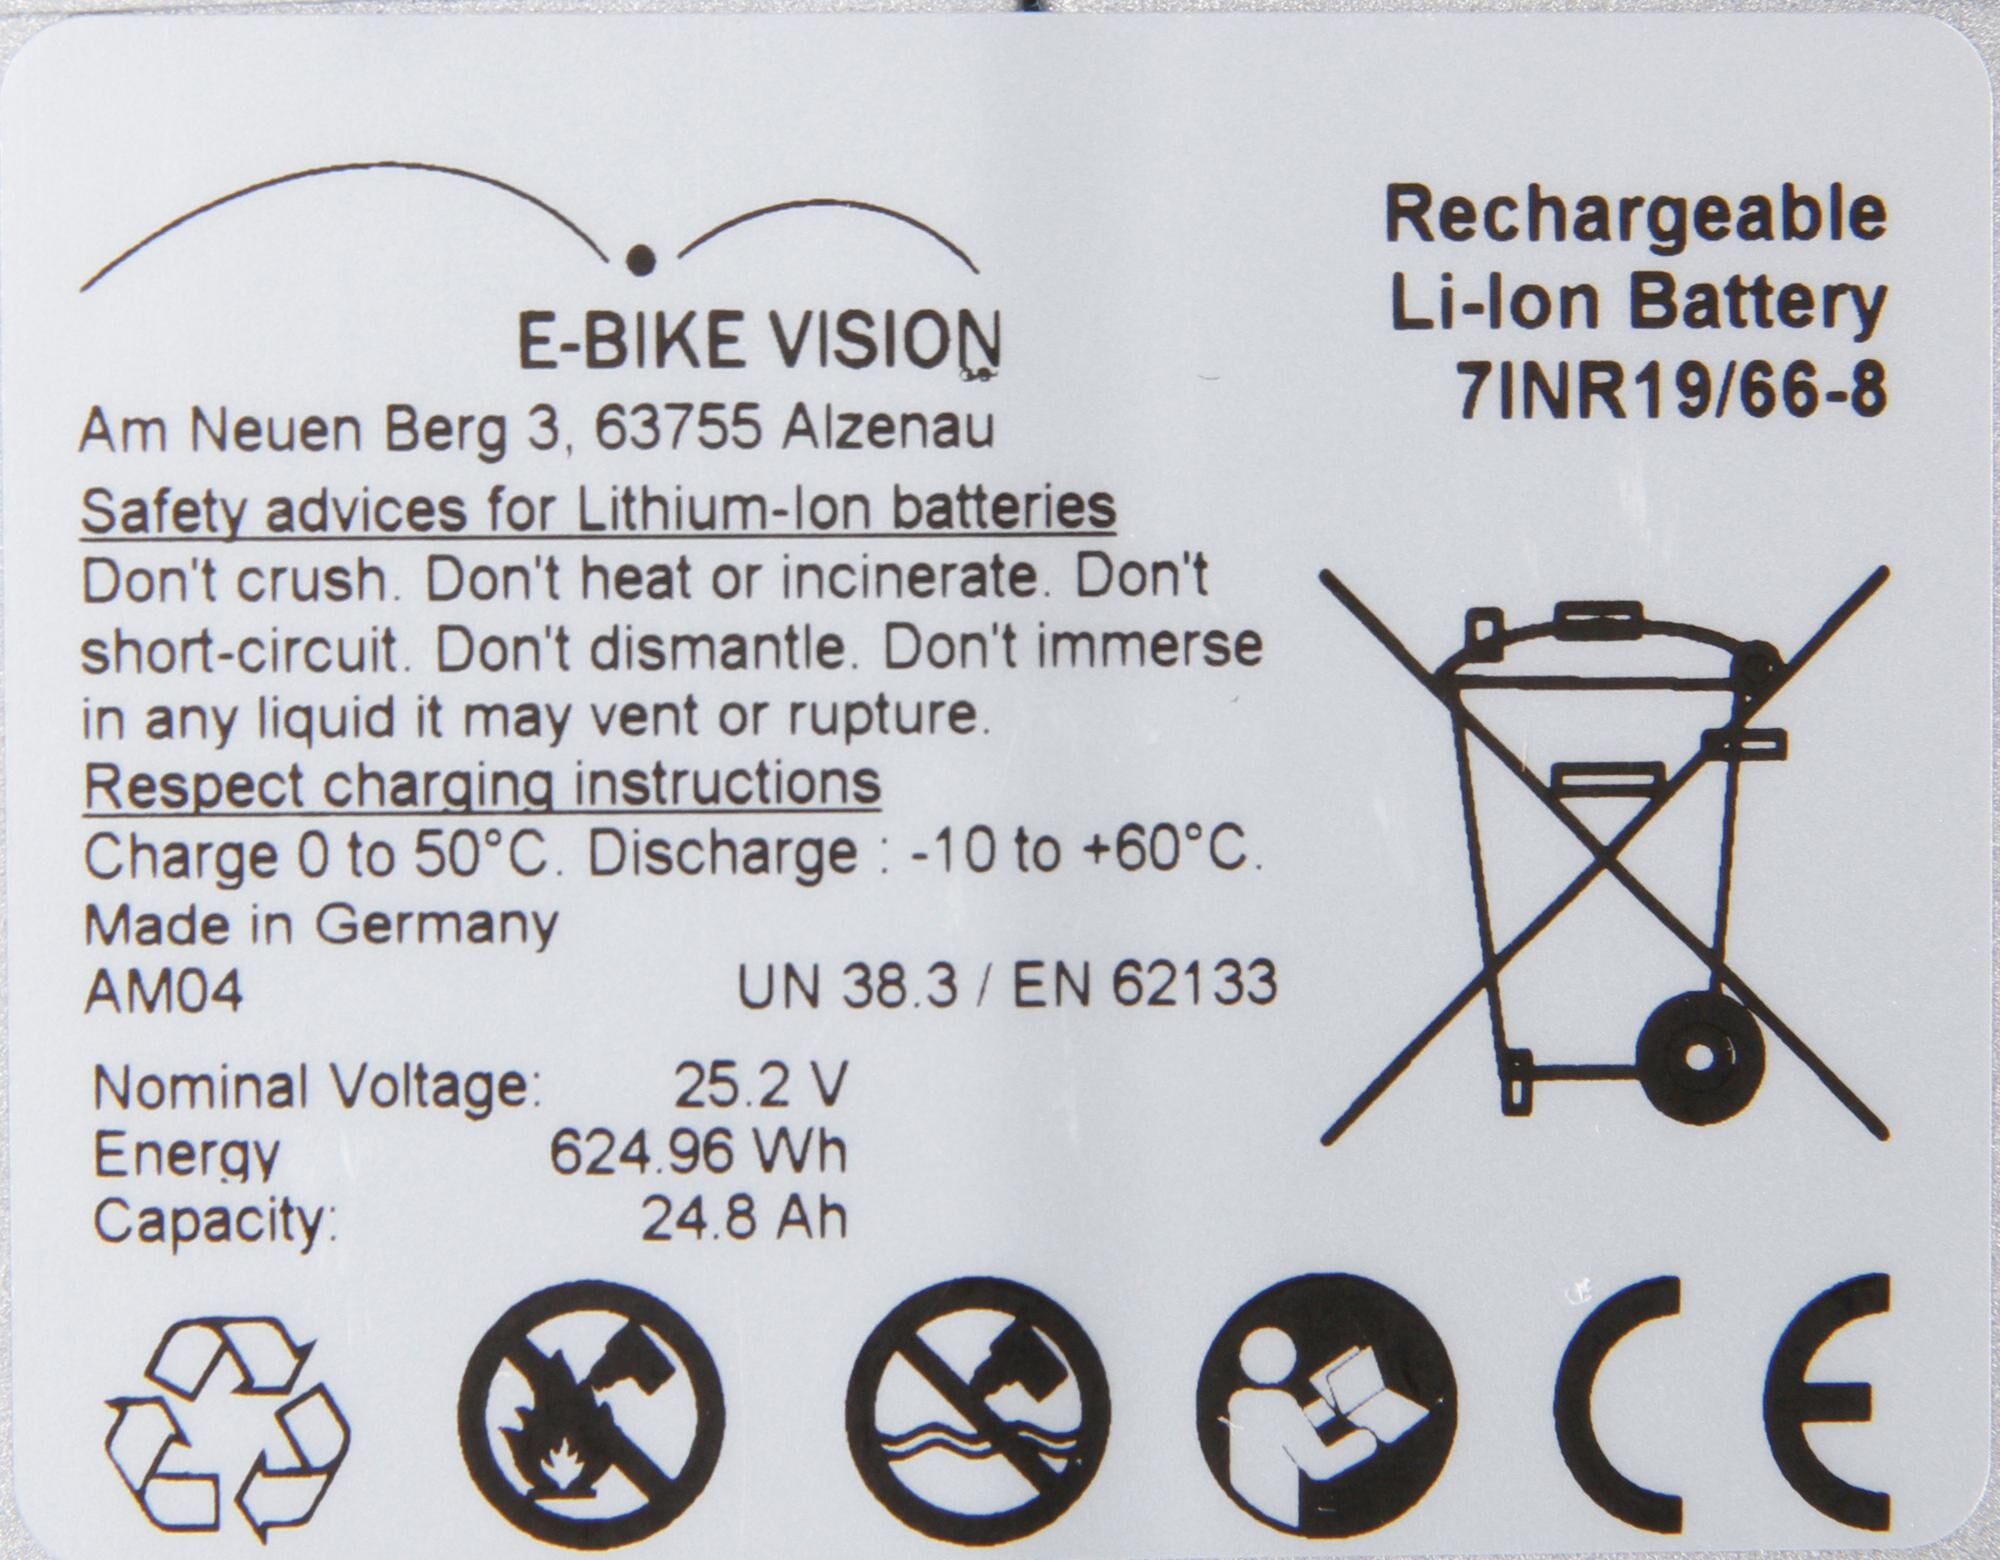 E-BIKE VISION
Am Neuen Berg 3, 63755 Alzenau
Rechargeable
Li-Ion Battery
7INR19/66-8
Safety advices for Lithium-Ion batteries
Don't crush. Don't heat or incinerate. Don't
short-circuit. Don't dismantle. Don't immerse
in any liquid it may vent or rupture.
Respect charging instructions
Charge 0 to 50°C. Discharge : -10 to +60°C.
Made in Germany
AM04 UN 38.3 / EN 62133
Nominal Voltage: 25.2 V
Energy 624.96 Wh
Capacity: 24.8 Ah
CE